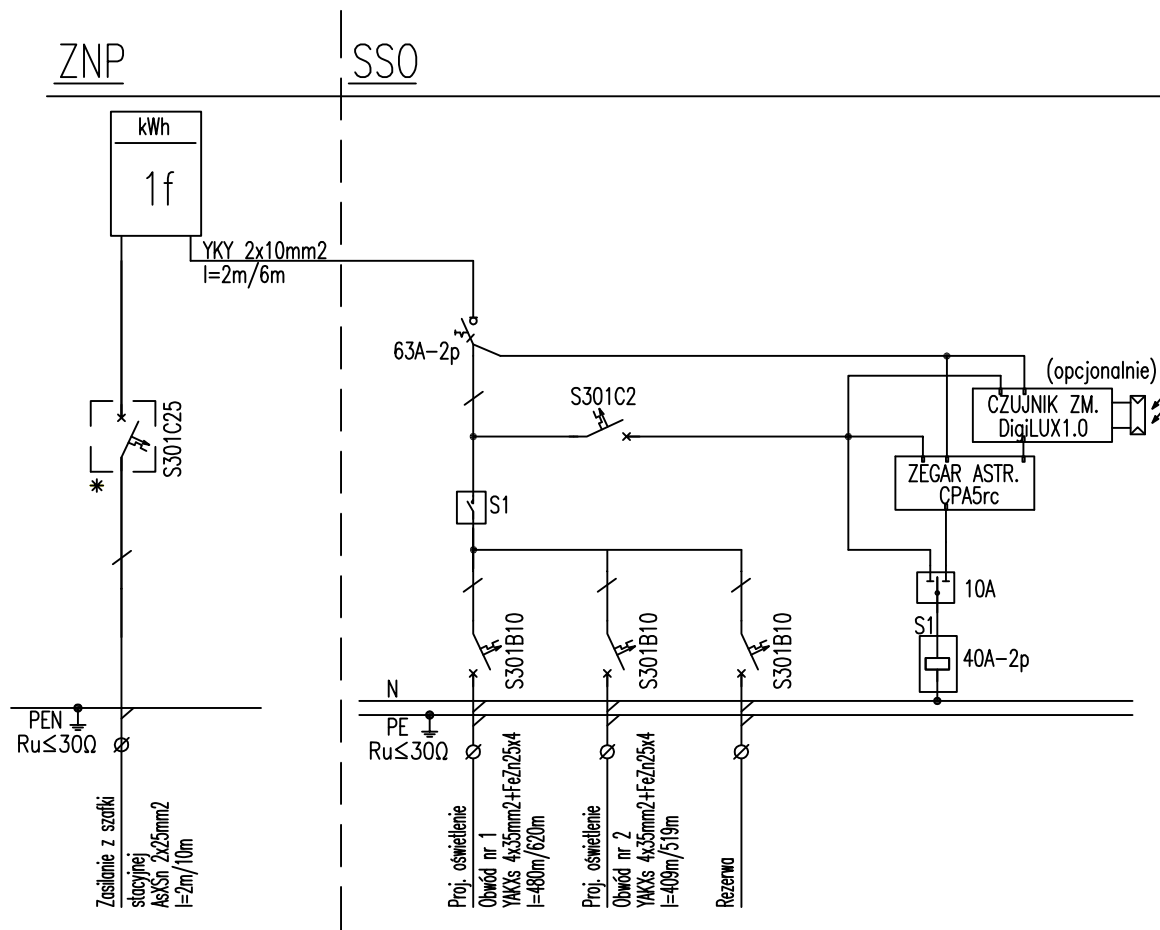 ZNP
SSO
kWh
1f
YKY 2x10mm2
l=2m/6m
63A-2p
S301C25
*
S301C2
(opcjonalnie)
CZUJNIK ZM.
DigiLUX1.0
ZEGAR ASTR.
CPA5rc
S1
10A
S1
40A-2p
S301B10
S301B10
S301B10
N
PE
Ru≤30Ω
PEN
Ru≤30Ω
Zasilanie z szafki
stacyjnej
AsXSn 2x25mm2
l=2m/10m
Proj. oświetlenie
Obwód nr 1
YAKXs 4x35mm2+FeZn25x4
l=480m/620m
Proj. oświetlenie
Obwód nr 2
YAKXs 4x35mm2+FeZn25x4
l=409m/519m
Rezerwa